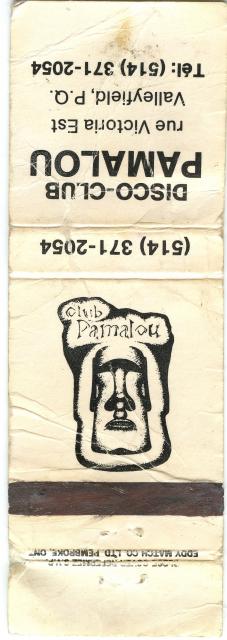 DISCO-CLUB
PAMALOU
rue Victoria Est
Valleyfield, P.Q.
Tél: (514) 371-2054
(514) 371-2054
Club
Pamalou
EDDY MATCH CO. LTD. PEMBROKE, ONT.